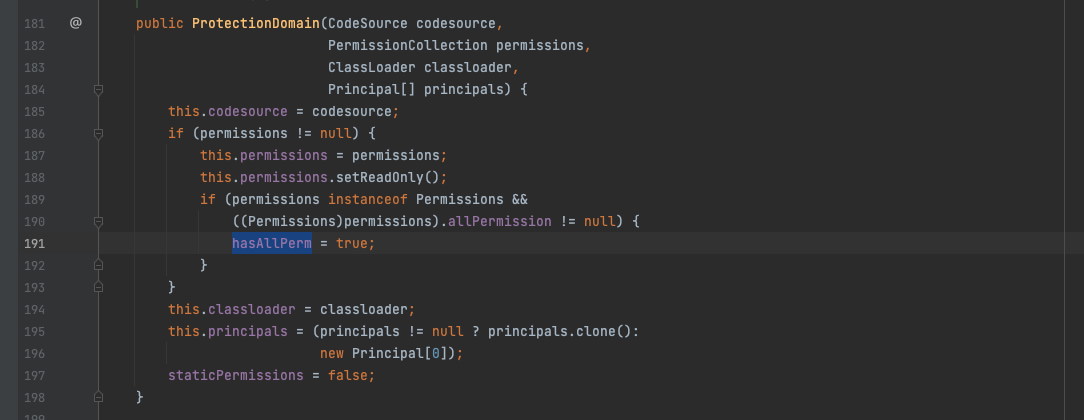 181 @ public ProtectionDomain(CodeSource codesource,
182 PermissionCollection permissions,
183 ClassLoader classloader,
184 Principal[] principals) {
185 this.codesource = codesource;
186 if (permissions != null) {
187 this.permissions = permissions;
188 this.permissions.setReadOnly();
189 if (permissions instanceof Permissions &&
190 ((Permissions)permissions).allPermission != null) {
191 hasAllPerm = true;
192 }
193 }
194 this.classloader = classloader;
195 this.principals = (principals != null ? principals.clone():
196 new Principal[0]);
197 staticPermissions = false;
198 }
199